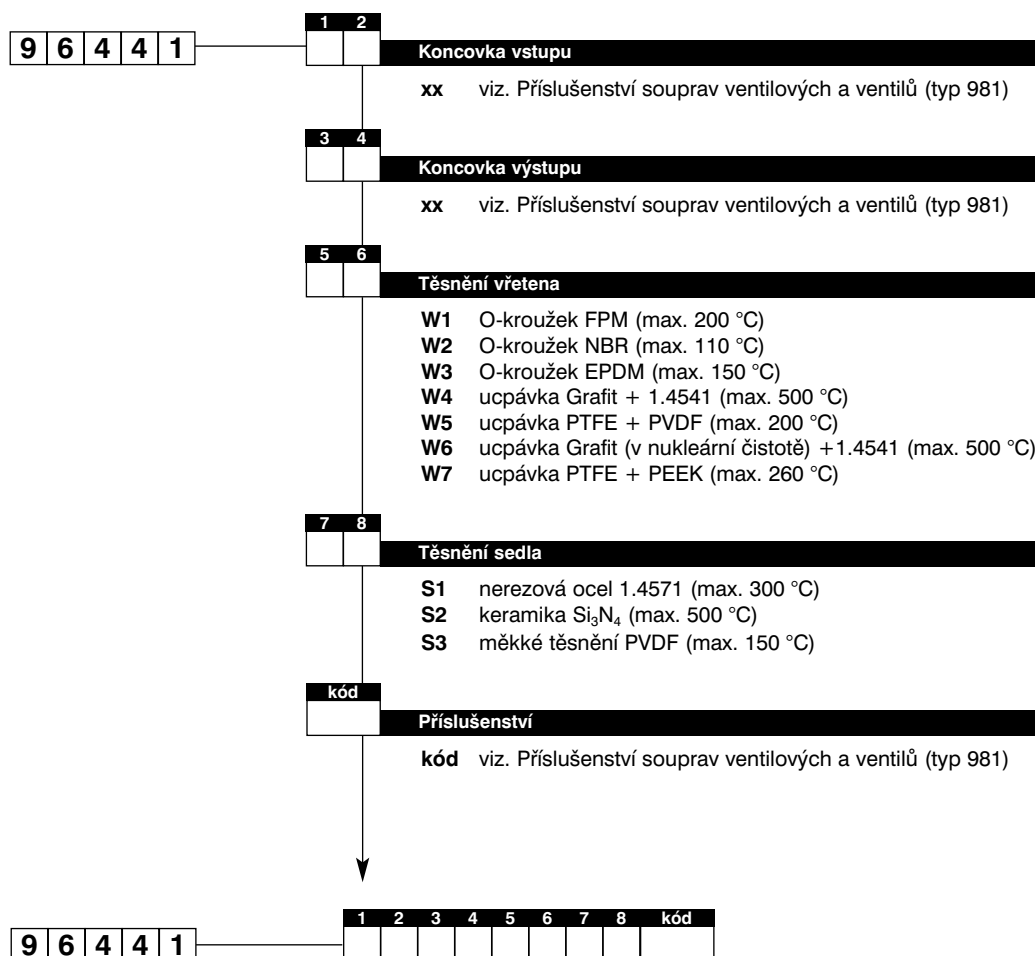 1 2
9 6 4 4 1
Koncovka vstupu
xx viz. Příslušenství souprav ventilových a ventilů (typ 981)
3 4
Koncovka výstupu
xx viz. Příslušenství souprav ventilových a ventilů (typ 981)
5 6
Těsnění vřetena
W1 O-kroužek FPM (max. 200 °C)
W2 O-kroužek NBR (max. 110 °C)
W3 O-kroužek EPDM (max. 150 °C)
W4 ucpávka Grafit + 1.4541 (max. 500 °C)
W5 ucpávka PTFE + PVDF (max. 200 °C)
W6 ucpávka Grafit (v nukleární čistotě) +1.4541 (max. 500 °C)
W7 ucpávka PTFE + PEEK (max. 260 °C)
7 8
Těsnění sedla
S1 nerezová ocel 1.4571 (max. 300 °C)
S2 keramika Si₃N₄ (max. 500 °C)
S3 měkké těsnění PVDF (max. 150 °C)
kód
Příslušenství
kód viz. Příslušenství souprav ventilových a ventilů (typ 981)
1 2 3 4 5 6 7 8 kód
9 6 4 4 1